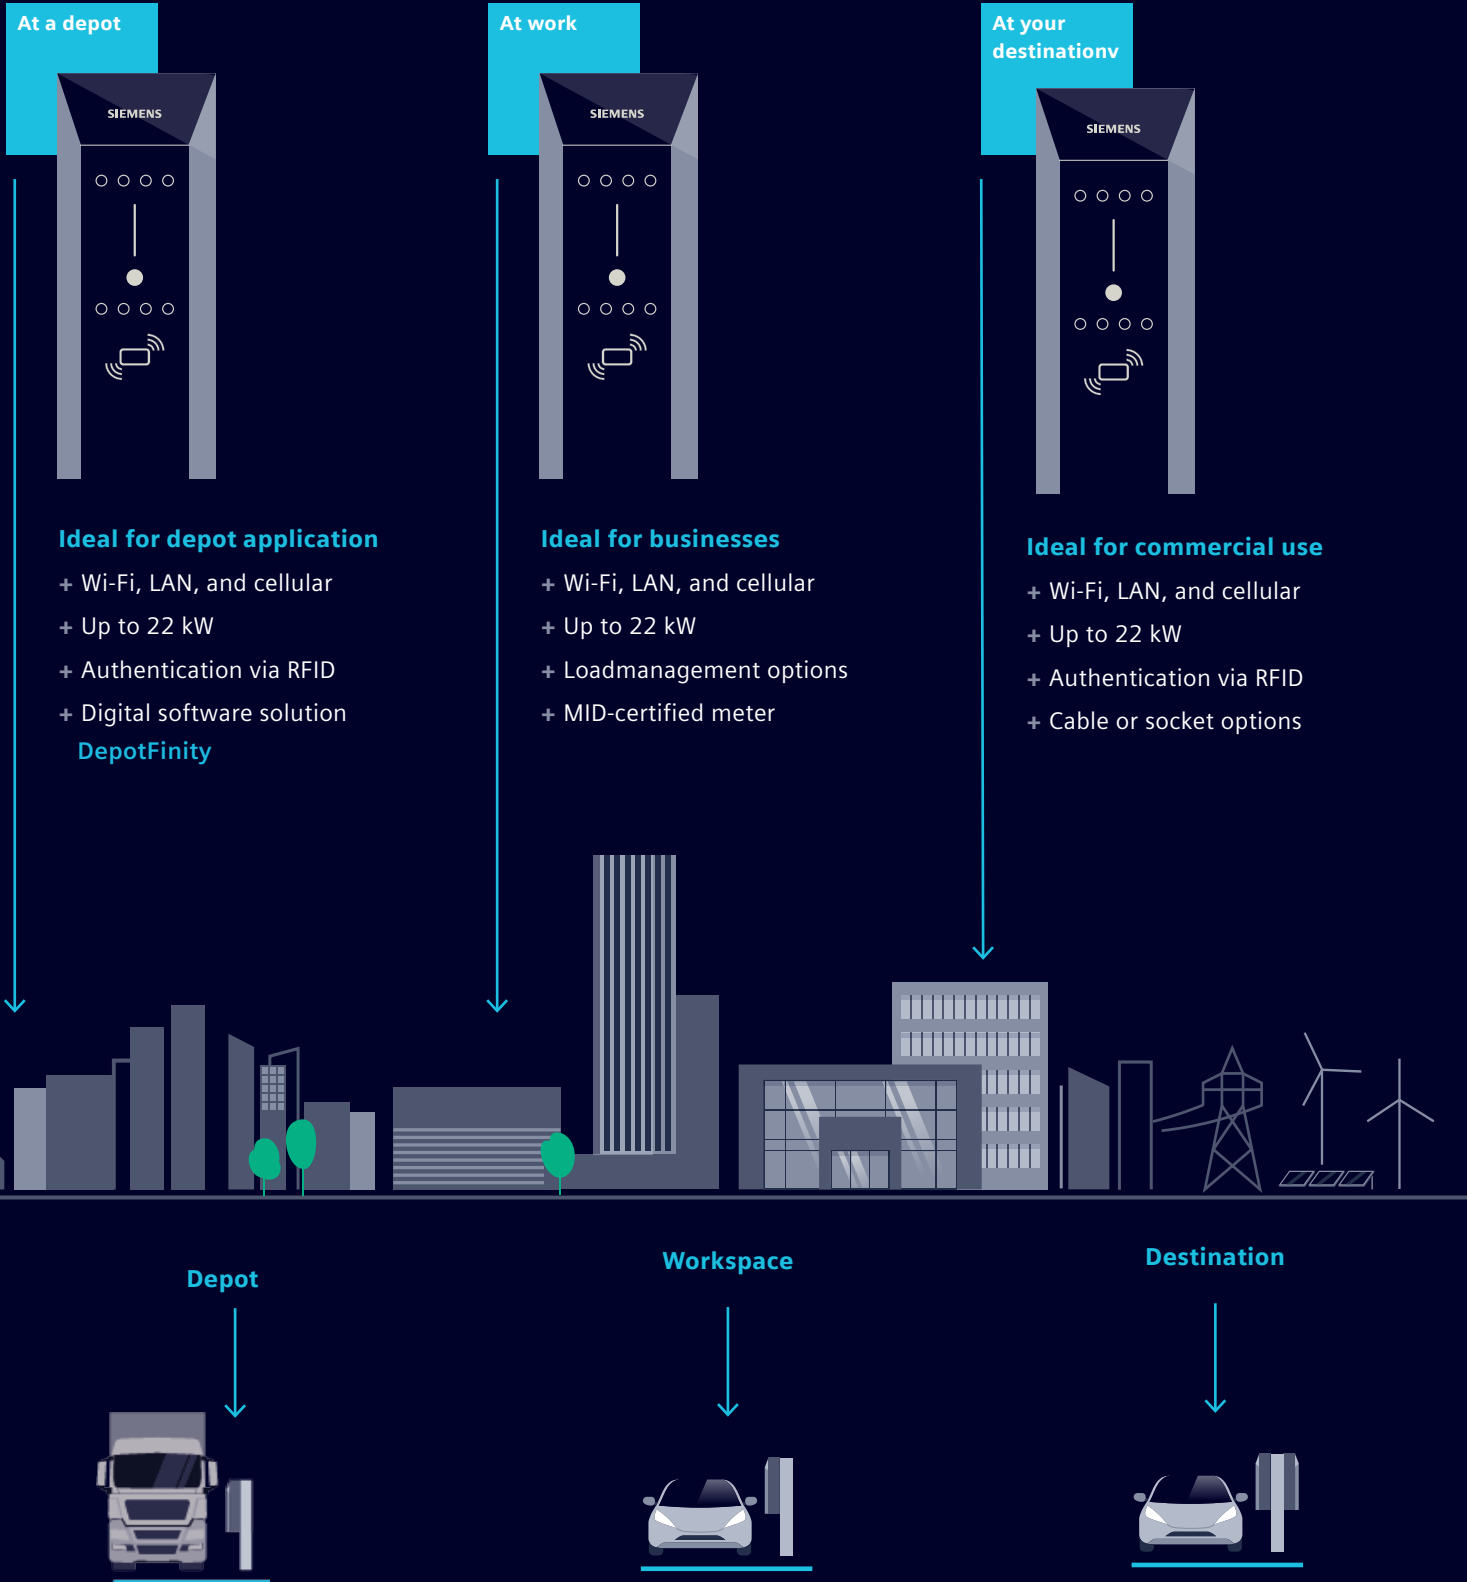 At a depot
SIEMENS
Ideal for depot application
+ Wi-Fi, LAN, and cellular
+ Up to 22 kW
+ Authentication via RFID
+ Digital software solution
DepotFinity
At work
SIEMENS
Ideal for businesses
+ Wi-Fi, LAN, and cellular
+ Up to 22 kW
+ Loadmanagement options
+ MID-certified meter
At your
destinationv
SIEMENS
Ideal for commercial use
+ Wi-Fi, LAN, and cellular
+ Up to 22 kW
+ Authentication via RFID
+ Cable or socket options
Depot
Workspace
Destination